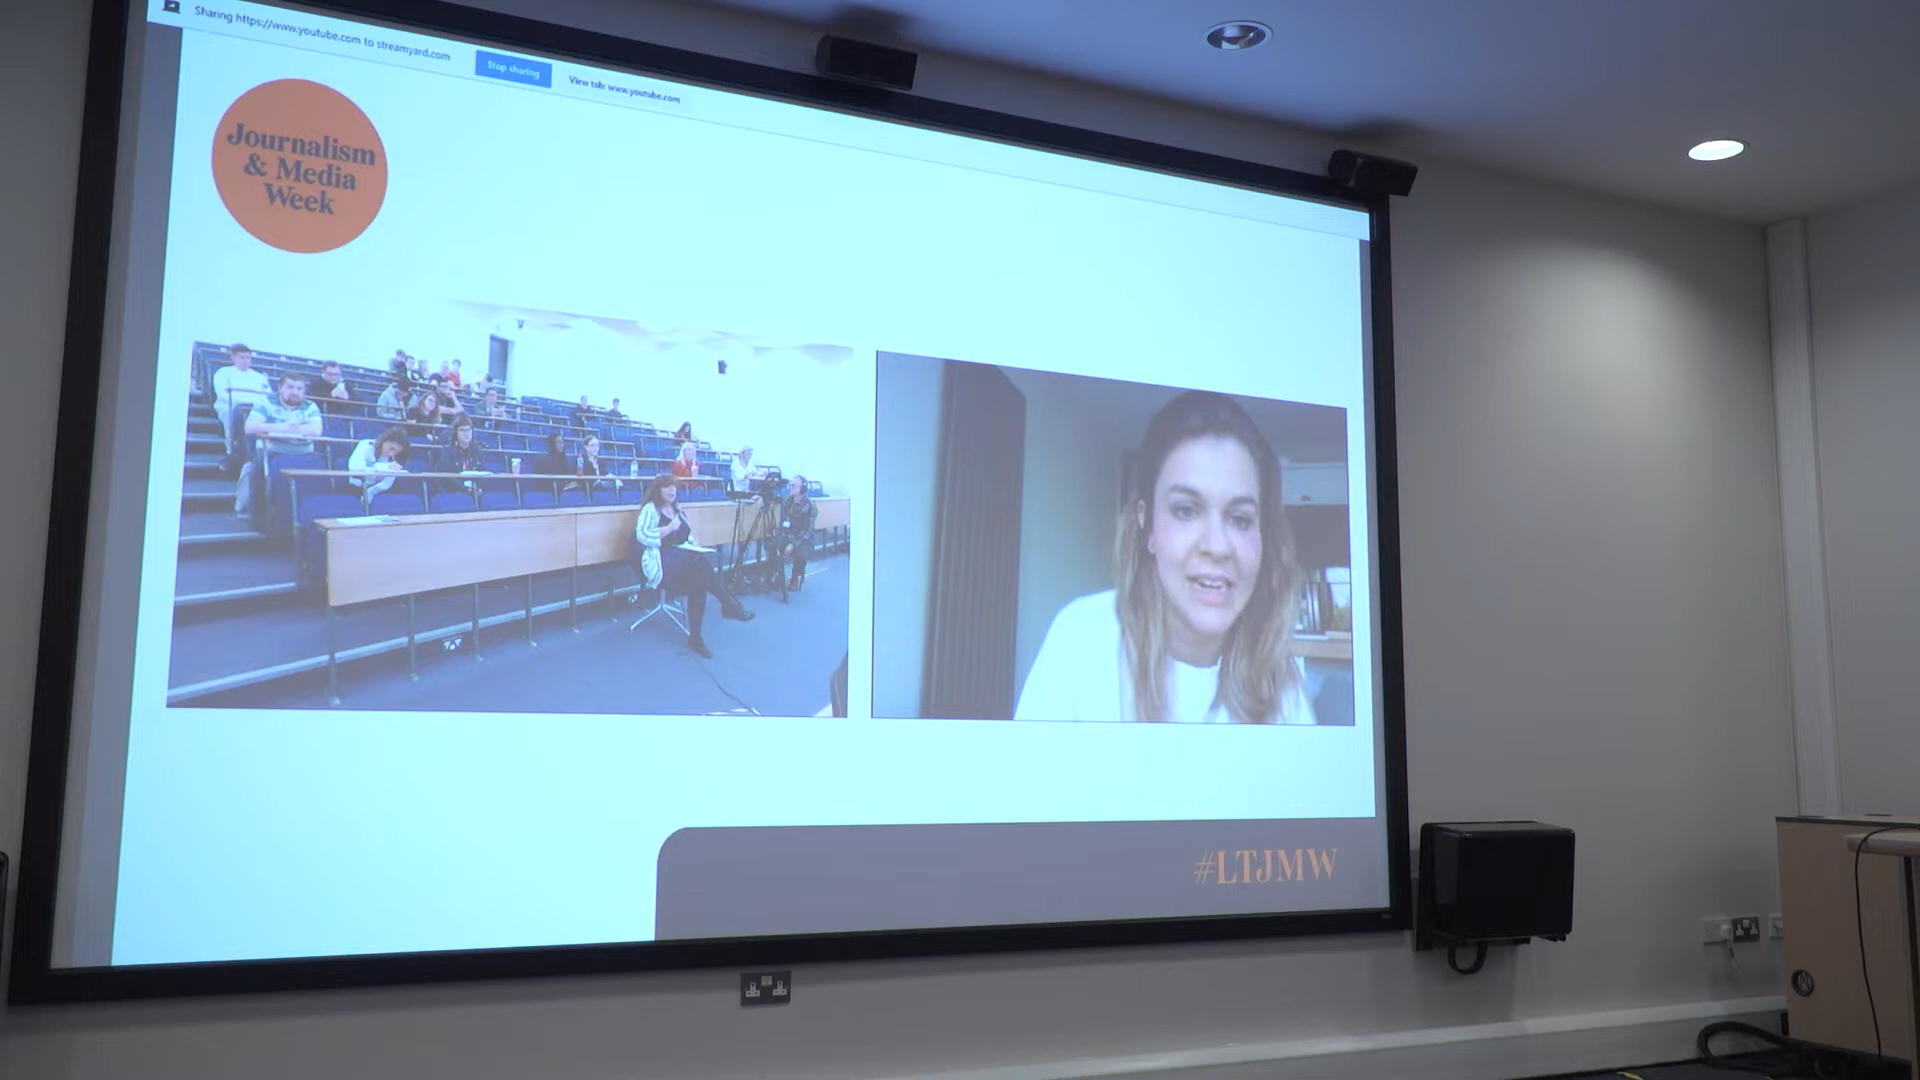 Sharing https://www.youtube.com to streamyard.com
Stop sharing
View tab: www.youtube.com
Journalism
& Media
Week
#LTJMW